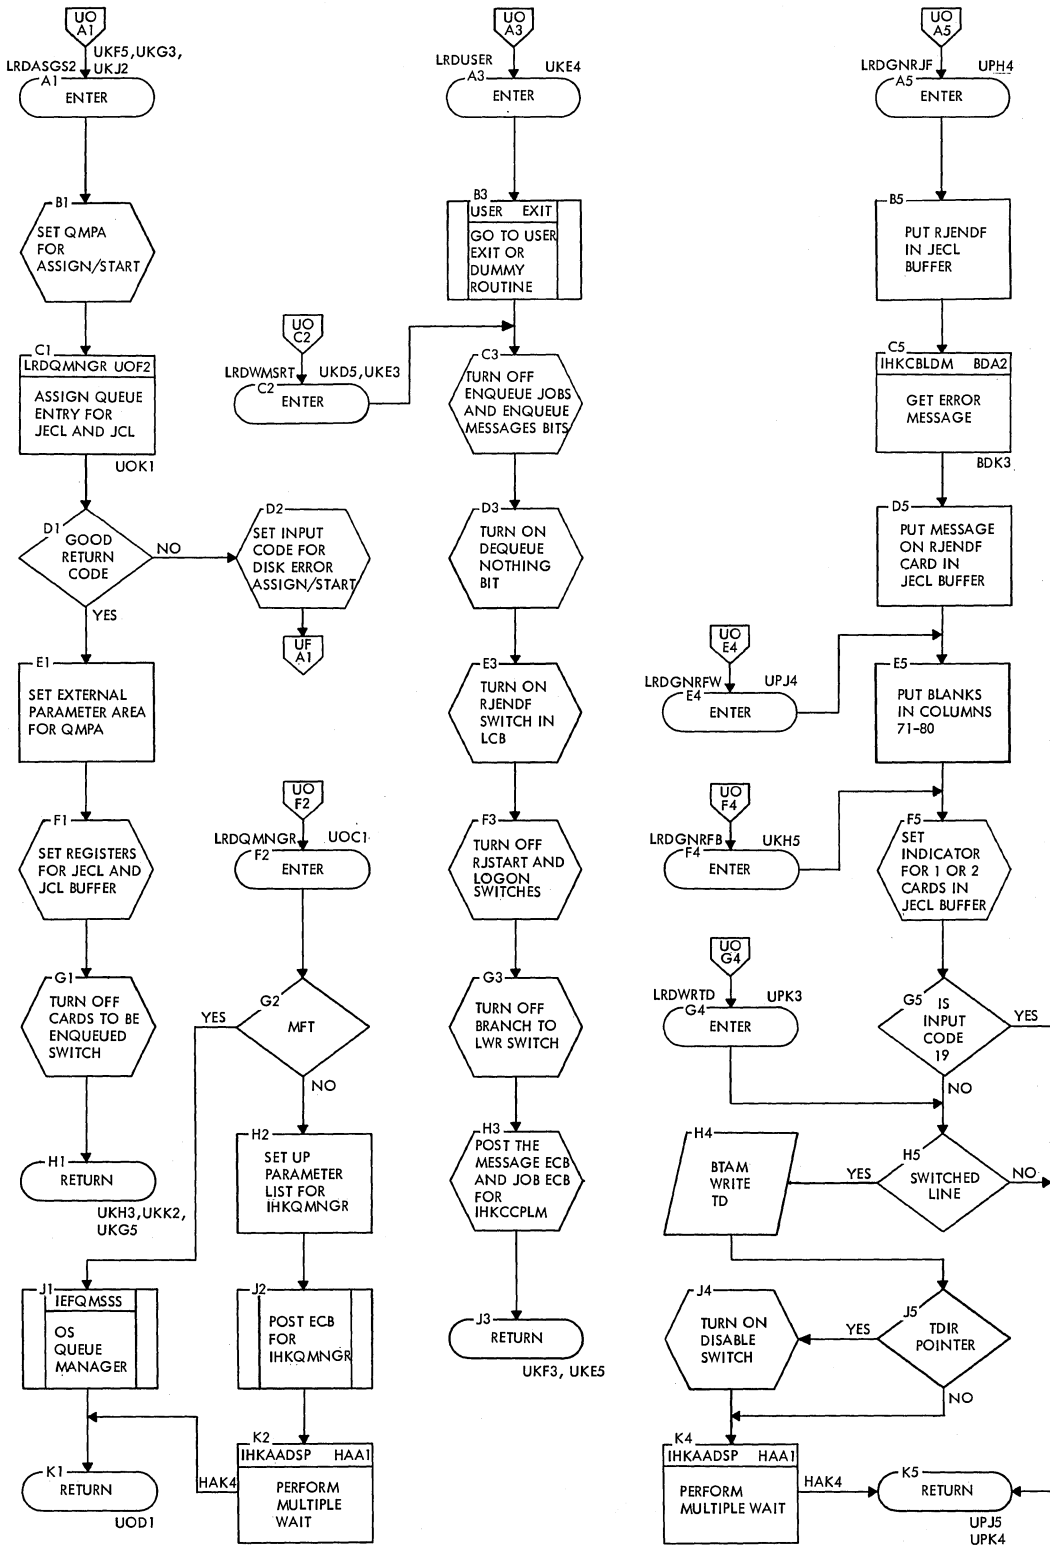 UO
A1
UKF5,UKG3,
UKJ2
LRDASGS2
A1
ENTER
B1
SET QMPA
FOR
ASSIGN/START
C1
LRDQMNGR UOF2
ASSIGN QUEUE
ENTRY FOR
JECL AND JCL
UOK1
D1
GOOD
RETURN
CODE
NO
YES
D2
SET INPUT
CODE FOR
DISK ERROR
ASSIGN/START
UF
A1
E1
SET EXTERNAL
PARAMETER AREA
FOR QMPA
F1
SET REGISTERS
FOR JECL AND
JCL BUFFER
G1
TURN OFF
CARDS TO BE
ENQUEUED
SWITCH
H1
RETURN
UKH3,UKK2,
UKG5
UO
F2
LRDQMNGR
UOC1
F2
ENTER
G2
MFT
YES
NO
H2
SET UP
PARAMETER
LIST FOR
IHKQMNGR
J1
IEFQMSSS
OS
QUEUE
MANAGER
J2
POST ECB
FOR
IHKQMNGR
K2
IHKAADSP HAA1
PERFORM
MULTIPLE
WAIT
HAK4
K1
RETURN
UOD1
UO
A3
LRDUSER
UKE4
A3
ENTER
B3
USER EXIT
GO TO USER
EXIT OR
DUMMY
ROUTINE
UO
C2
LRDWMSRT
UKD5,UKE3
C2
ENTER
C3
TURN OFF
ENQUEUE JOBS
AND ENQUEUE
MESSAGES BITS
D3
TURN ON
DEQUEUE
NOTHING
BIT
E3
TURN ON
RJENDF
SWITCH IN
LCB
F3
TURN OFF
RJSTART AND
LOGON
SWITCHES
G3
TURN OFF
BRANCH TO
LWR SWITCH
H3
POST THE
MESSAGE ECB
AND JOB ECB
FOR
IHKCCPLM
J3
RETURN
UKF3, UKE5
UO
A5
LRDGNRJF
UPH4
A5
ENTER
B5
PUT RJENDF
IN JECL
BUFFER
C5
IHKCBLDM BDA2
GET ERROR
MESSAGE
BDK3
D5
PUT MESSAGE
ON RJENDF
CARD IN
JECL BUFFER
UO
E4
LRDGNRFW
UPJ4
E4
ENTER
E5
PUT BLANKS
IN COLUMNS
71-80
UO
F4
LRDGNRFB
UKH5
F4
ENTER
F5
SET
INDICATOR
FOR 1 OR 2
CARDS IN
JECL BUFFER
UO
G4
LRDWRTD
UPK3
G4
ENTER
G5
IS
INPUT
CODE
19
YES
NO
H4
BTAM
WRITE
TD
YES
H5
SWITCHED
LINE
NO
J4
TURN ON
DISABLE
SWITCH
YES
J5
TDIR
POINTER
NO
K4
IHKAADSP HAA1
PERFORM
MULTIPLE WAIT
HAK4
K5
RETURN
UPJ5
UPK4